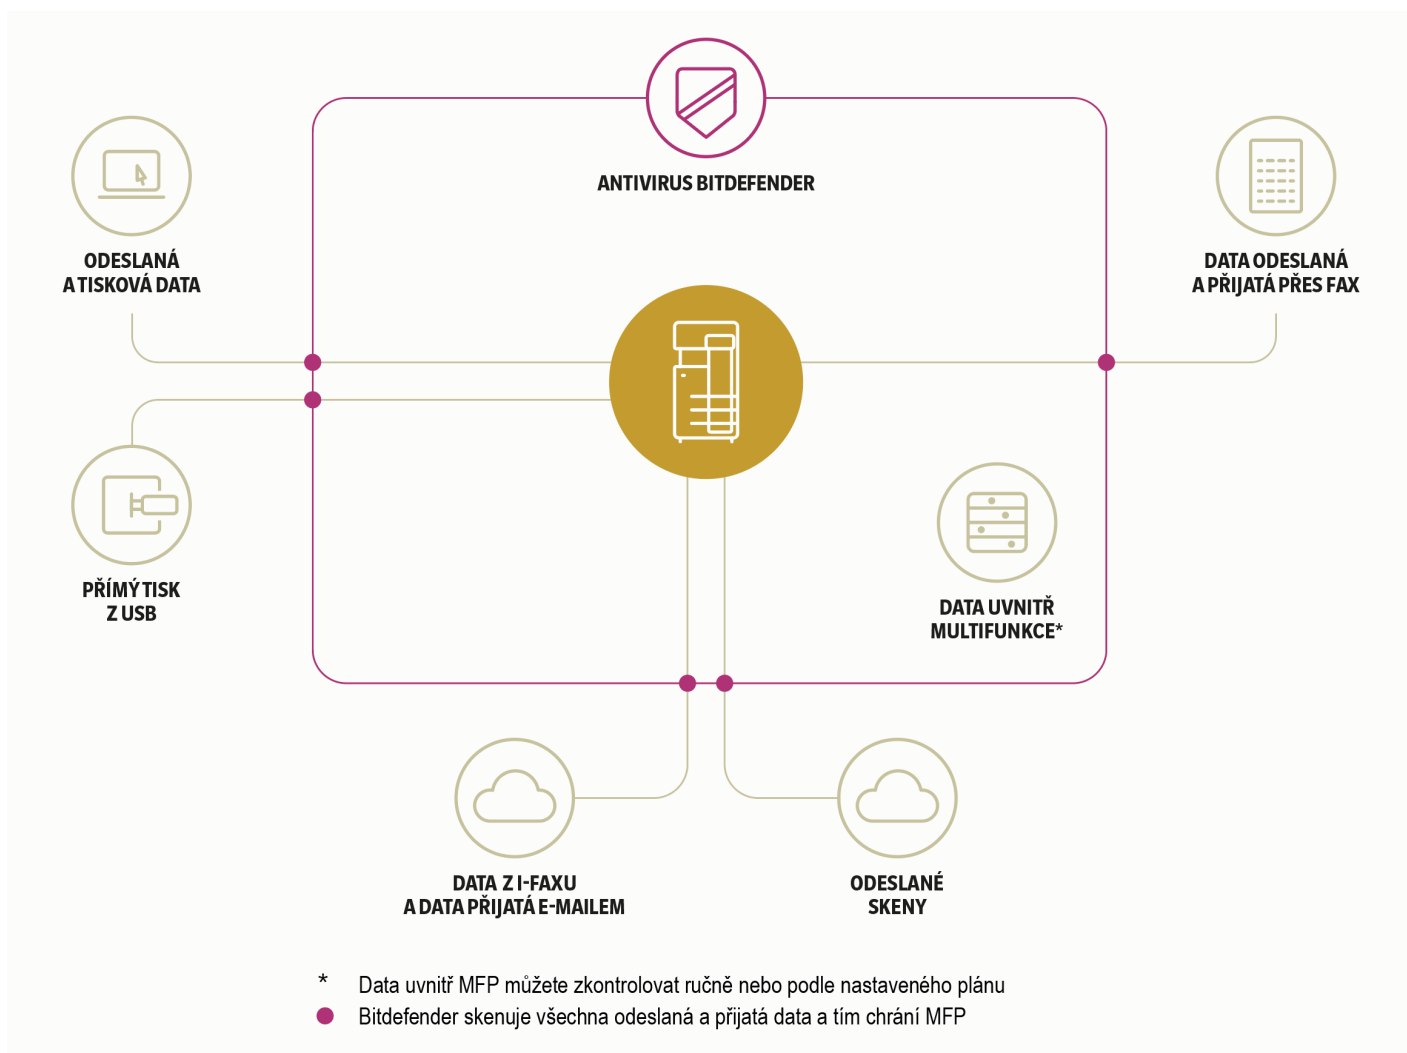 ANTIVIRUS BITDEFENDER
ODESLANÁ
A TISKOVÁ DATA
DATA ODESLANÁ
A PŘIJATÁ PŘES FAX
PŘÍMÝ TISK
Z USB
DATA UVNITŘ
MULTIFUNKCE*
DATA Z I-FAXU
A DATA PŘIJATÁ E-MAILEM
ODESLANÉ
SKENY
* Data uvnitř MFP můžete zkontrolovat ručně nebo podle nastaveného plánu
Bitdefender skenuje všechna odeslaná a přijatá data a tím chrání MFP